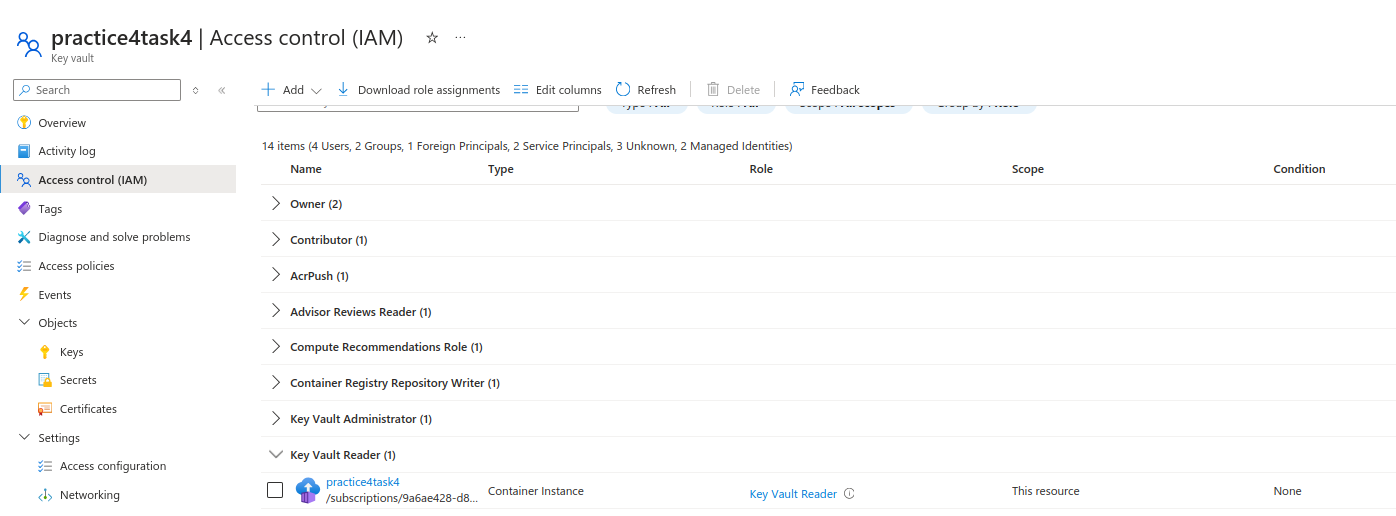 practice4task4 | Access control (IAM)
Key vault
Search
Add
Download role assignments
Edit columns
Refresh
Delete
Feedback
Overview
Activity log
Access control (IAM)
Tags
Diagnose and solve problems
Access policies
Events
Objects
Keys
Secrets
Certificates
Settings
Access configuration
Networking
14 items (4 Users, 2 Groups, 1 Foreign Principals, 2 Service Principals, 3 Unknown, 2 Managed Identities)
Name Type Role Scope Condition
Owner (2)
Contributor (1)
AcrPush (1)
Advisor Reviews Reader (1)
Compute Recommendations Role (1)
Container Registry Repository Writer (1)
Key Vault Administrator (1)
Key Vault Reader (1)
practice4task4
/subscriptions/9a6ae428-d8...
Container Instance Key Vault Reader This resource None